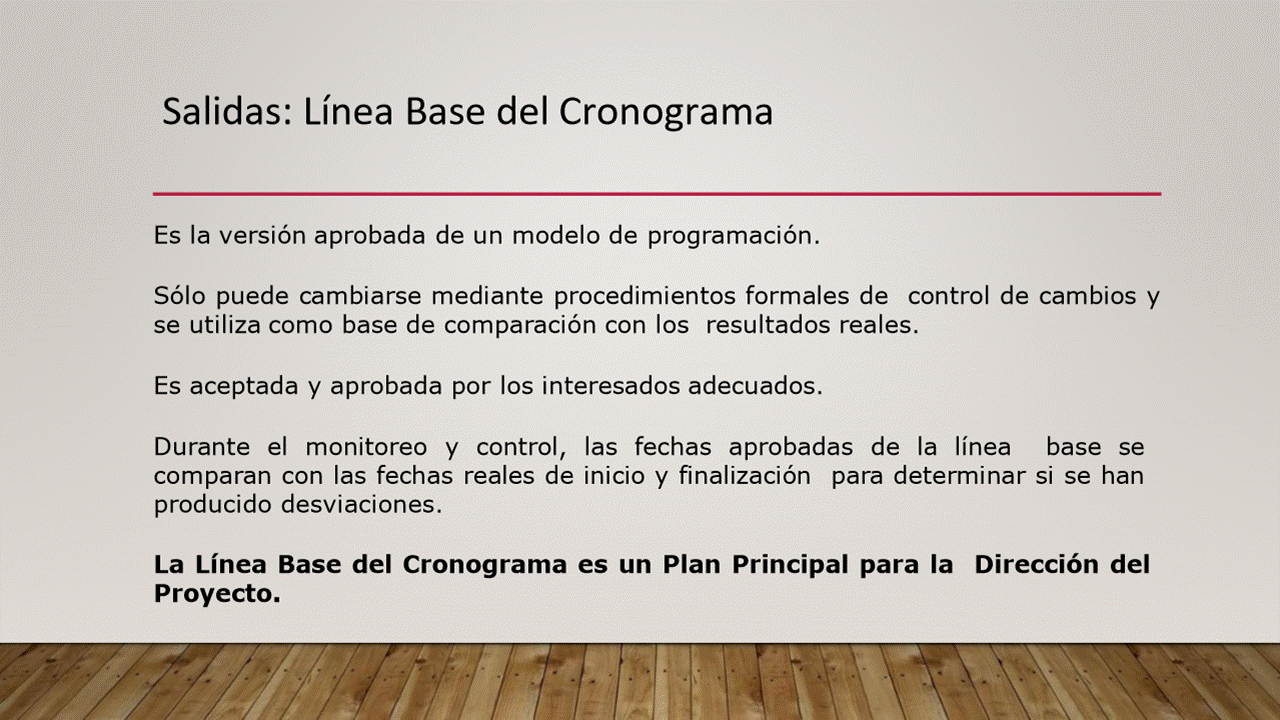 Salidas: Línea Base del Cronograma
Es la versión aprobada de un modelo de programación.
Sólo puede cambiarse mediante procedimientos formales de control de cambios y
se utiliza como base de comparación con los resultados reales.
Es aceptada y aprobada por los interesados adecuados.
Durante el monitoreo y control, las fechas aprobadas de la línea base se
comparan con las fechas reales de inicio y finalización para determinar si se han
producido desviaciones.
La Línea Base del Cronograma es un Plan Principal para la Dirección del
Proyecto.